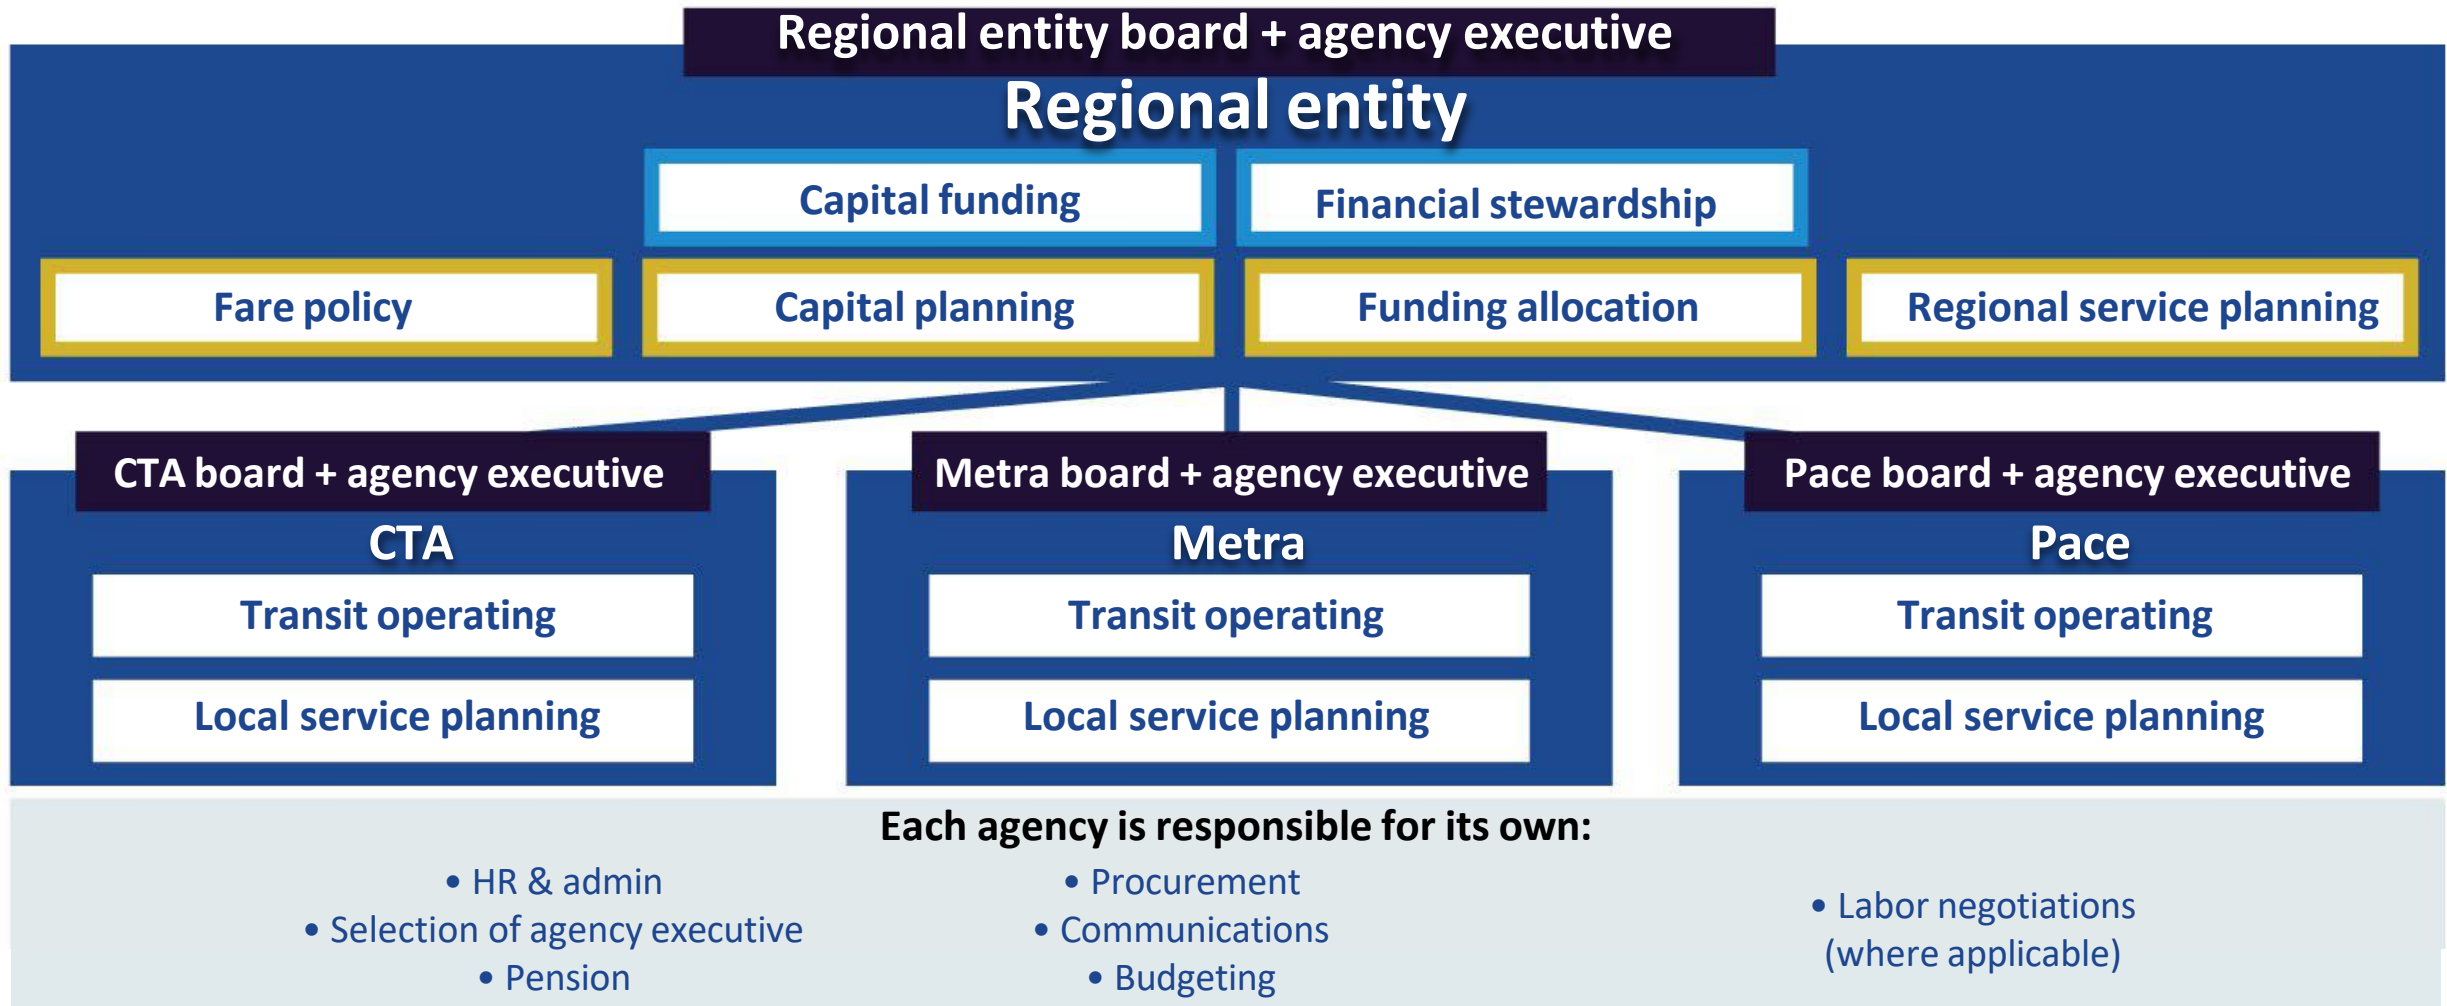 Regional entity board + agency executive
Regional entity
Capital funding
Financial stewardship
Fare policy
Capital planning
Funding allocation
Regional service planning
CTA board + agency executive
CTA
Transit operating
Local service planning
Metra board + agency executive
Metra
Transit operating
Local service planning
Pace board + agency executive
Pace
Transit operating
Local service planning
Each agency is responsible for its own:
• HR & admin
• Selection of agency executive
• Pension
• Procurement
• Communications
• Budgeting
• Labor negotiations
(where applicable)